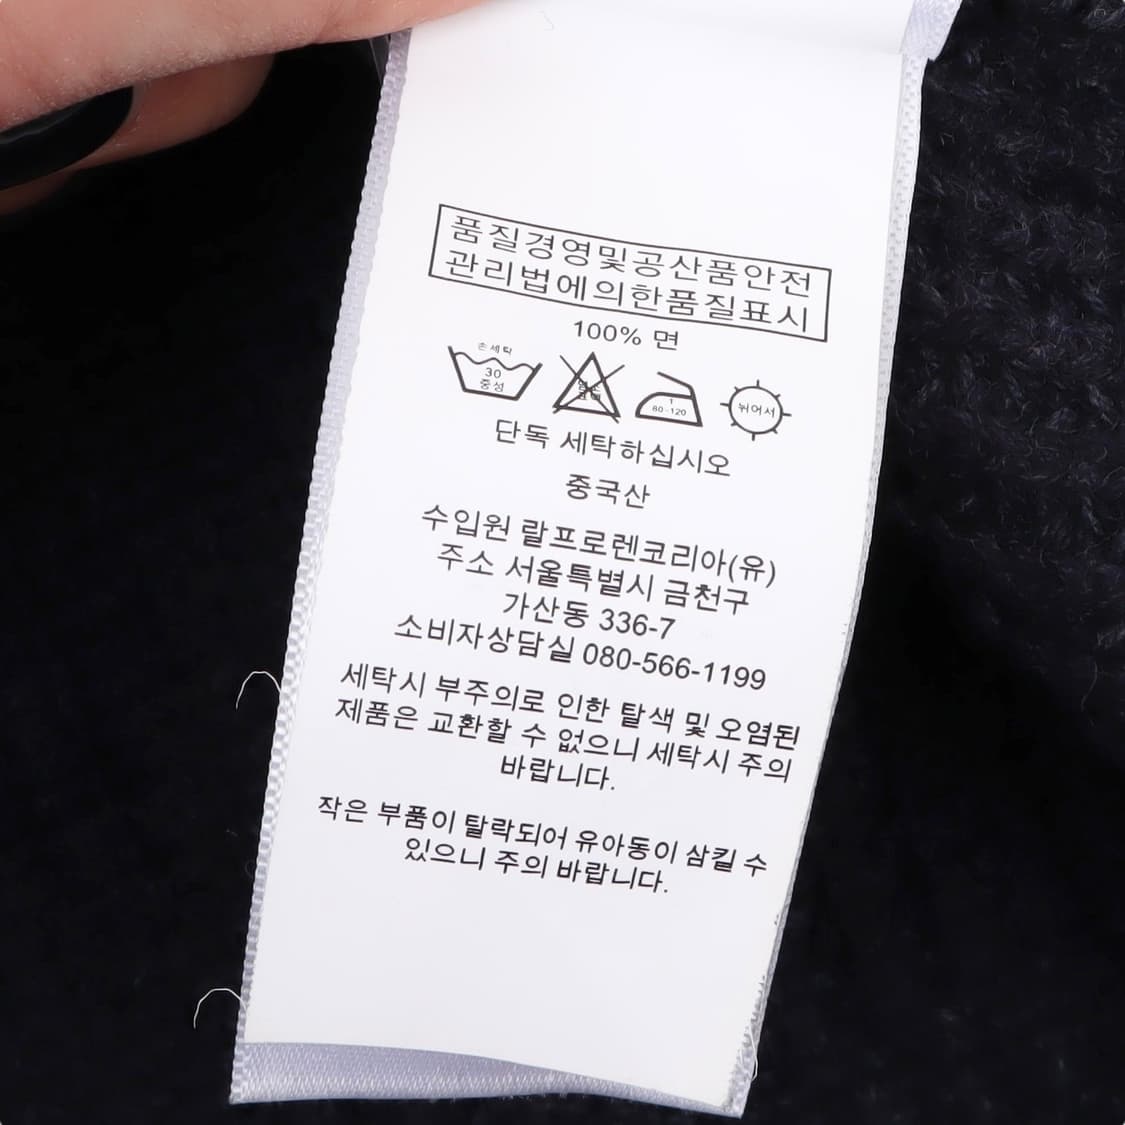 품질경영및공산품안전
관리법에의한품질표시
100% 면
손세탁
30
중성
염소
표백
1
80-120
뉘어서
단독 세탁하십시오
중국산
수입원 랄프로렌코리아(유)
주소 서울특별시 금천구
가산동 336-7
소비자상담실 080-566-1199
세탁시 부주의로 인한 탈색 및 오염된
제품은 교환할 수 없으니 세탁시 주의
바랍니다.
작은 부품이 탈락되어 유아동이 삼킬 수
있으니 주의 바랍니다.